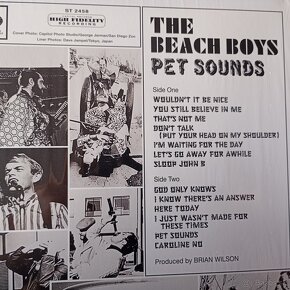 ST 2458
HIGH FIDELITY
RECORDING
Cover Photo: Capitol Photo Studio/George Jerman/San Diego Zoo
Liner Photos: Dave Jampel/Tokyo, Japan
THE
BEACH BOYS
PET SOUNDS
Side One
WOULDN'T IT BE NICE
YOU STILL BELIEVE IN ME
THAT'S NOT ME
DON'T TALK
(PUT YOUR HEAD ON MY SHOULDER)
I'M WAITING FOR THE DAY
LET'S GO AWAY FOR AWHILE
SLOOP JOHN B
Side Two
GOD ONLY KNOWS
I KNOW THERE'S AN ANSWER
HERE TODAY
I JUST WASN'T MADE FOR
THESE TIMES
PET SOUNDS
CAROLINE NO
Produced by BRIAN WILSON